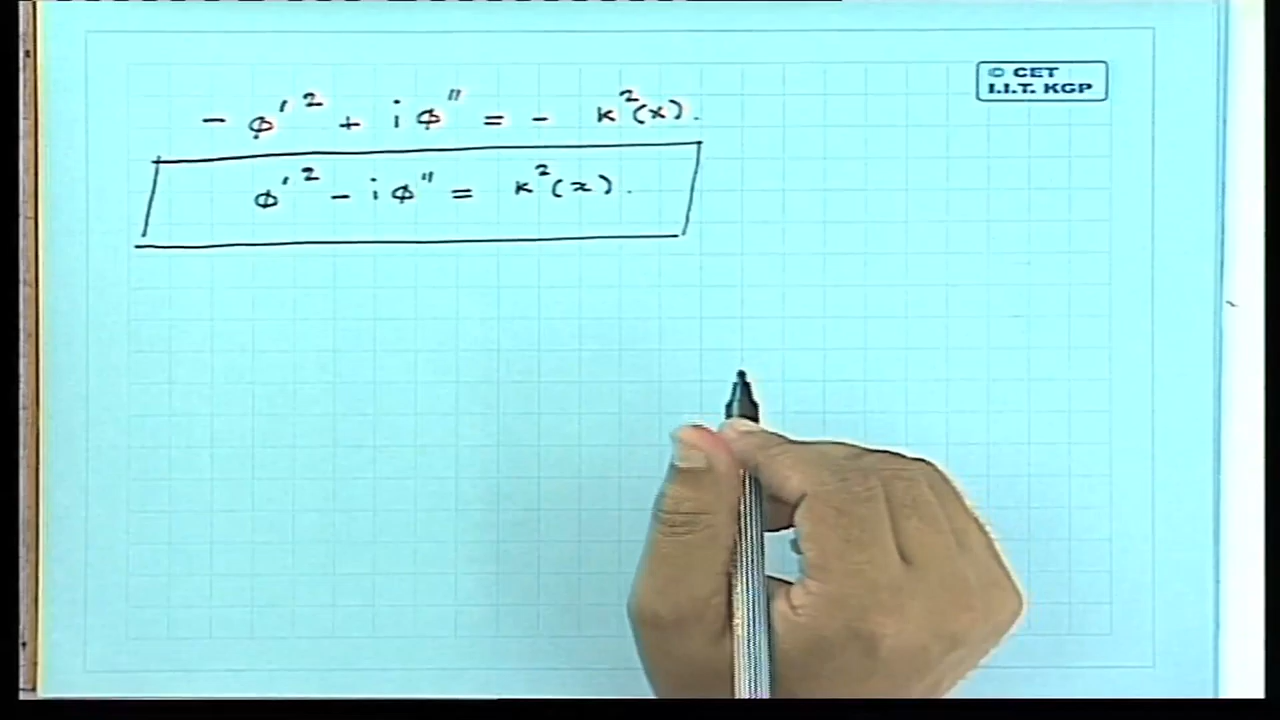 © CET
I.I.T. KGP
- φ'² + i φ'' = - k²(x).
φ'² - i φ'' = k²(x).